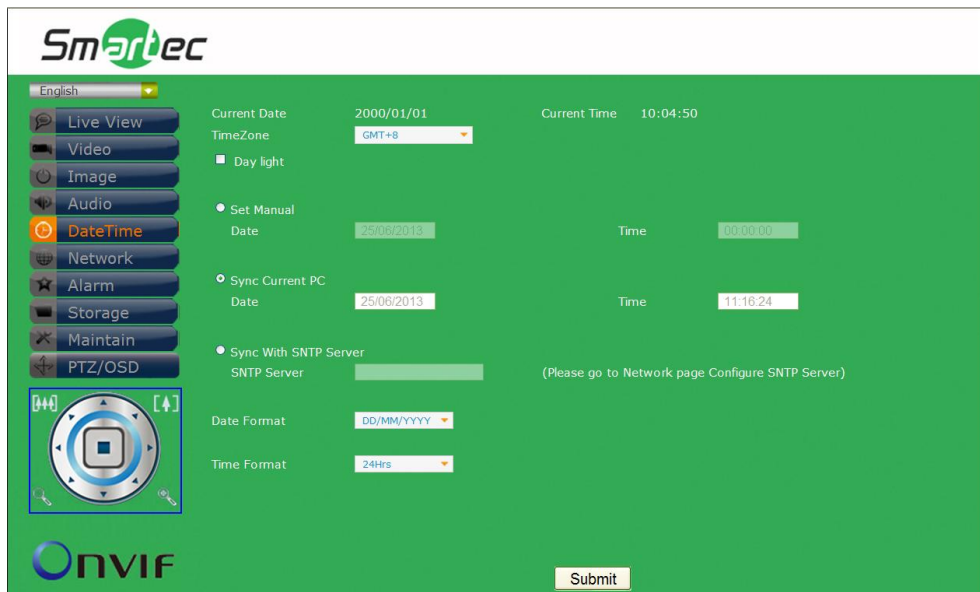 Smartec
English
Live View
Video
Image
Audio
DateTime
Network
Alarm
Storage
Maintain
PTZ/OSD
Current Date 2000/01/01 Current Time 10:04:50
TimeZone GMT+8
Day light
Set Manual
Date 25/06/2013 Time 00:00:00
Sync Current PC
Date 25/06/2013 Time 11:16:24
Sync With SNTP Server
SNTP Server (Please go to Network page Configure SNTP Server)
Date Format DD/MM/YYYY
Time Format 24Hrs
ONVIF
Submit